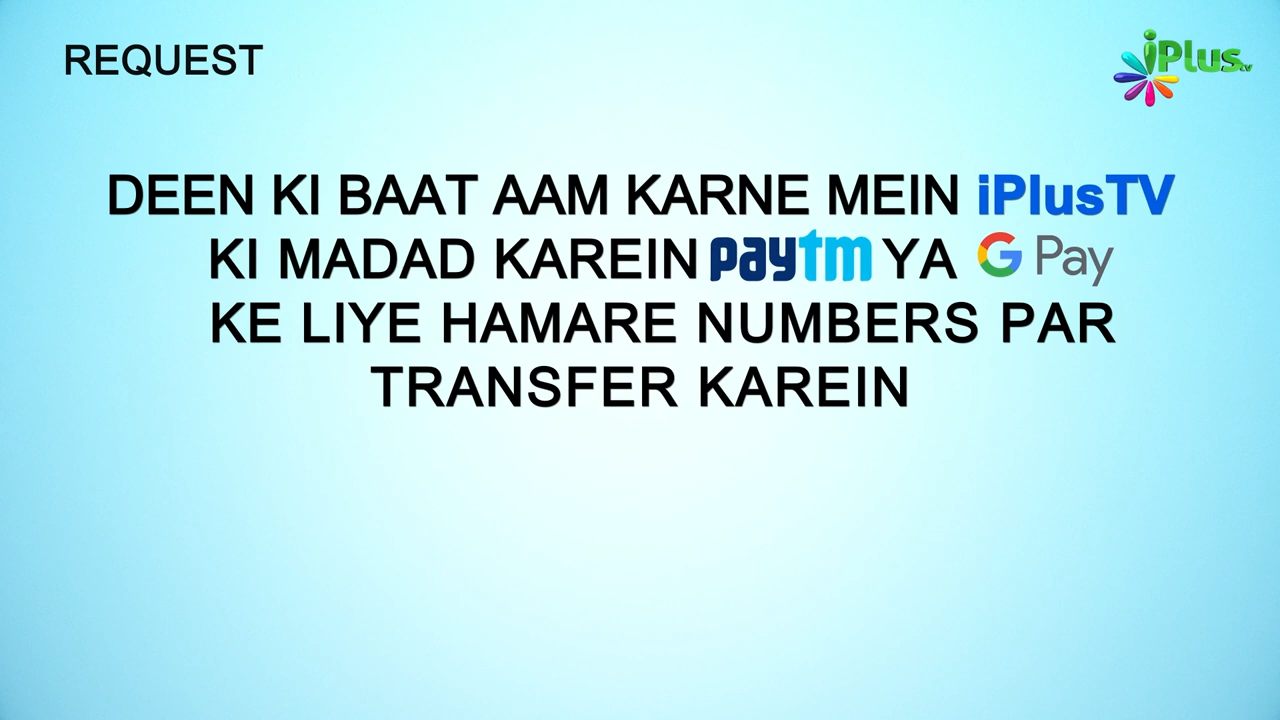 REQUEST
iPlus.tv
DEEN KI BAAT AAM KARNE MEIN iPlusTV
KI MADAD KAREIN paytm YA G Pay
KE LIYE HAMARE NUMBERS PAR
TRANSFER KAREIN